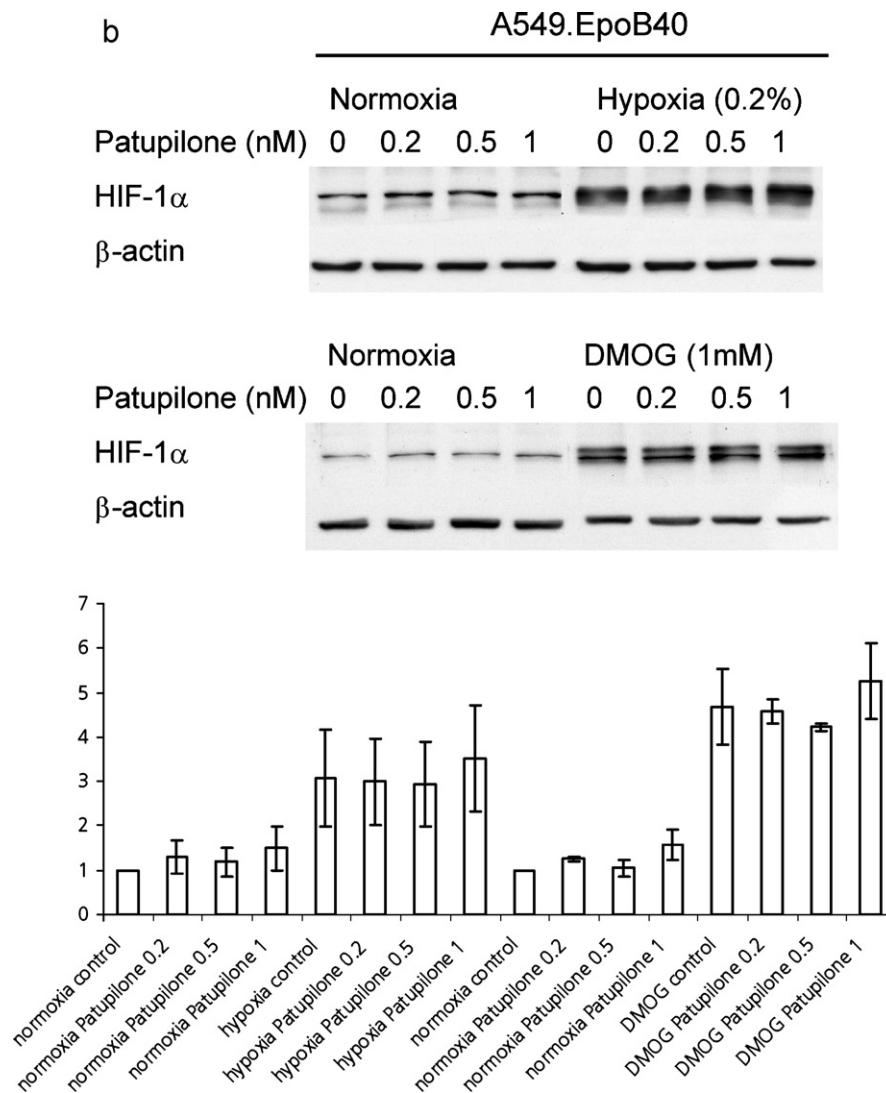 b
A549.EpoB40
Normoxia Hypoxia (0.2%)
Patupilone (nM) 0 0.2 0.5 1 0 0.2 0.5 1
HIF-1α
β-actin
Normoxia DMOG (1mM)
Patupilone (nM) 0 0.2 0.5 1 0 0.2 0.5 1
HIF-1α
β-actin
7
6
5
4
3
2
1
0
normoxia control
normoxia Patupilone 0.2
normoxia Patupilone 0.5
normoxia Patupilone 1
hypoxia control
hypoxia Patupilone 0.2
hypoxia Patupilone 0.5
hypoxia Patupilone 1
normoxia control
normoxia Patupilone 0.2
normoxia Patupilone 0.5
normoxia Patupilone 1
DMOG control
DMOG Patupilone 0.2
DMOG Patupilone 0.5
DMOG Patupilone 1